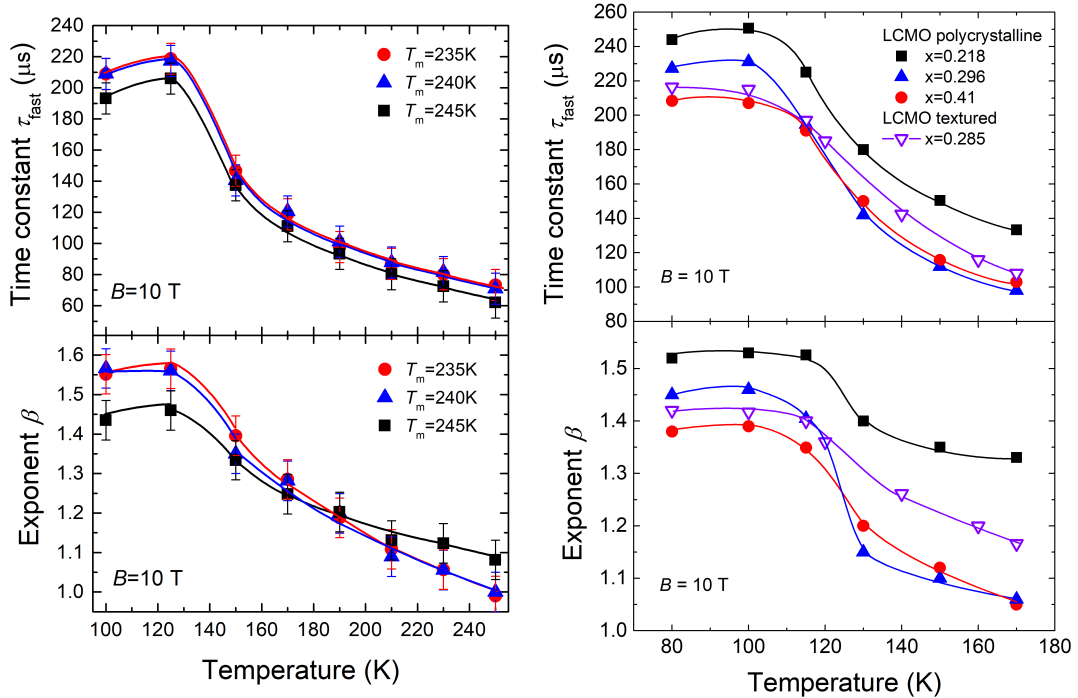 220
200
180
160
140
120
100
80
60
Time constant τfast (μs)
Tm=235K
Tm=240K
Tm=245K
B=10 T
1.6
1.5
1.4
1.3
1.2
1.1
1.0
Exponent β
Tm=235K
Tm=240K
Tm=245K
B=10 T
100 120 140 160 180 200 220 240
Temperature (K)
260
240
220
200
180
160
140
120
100
80
Time constant τfast (μs)
LCMO polycrystalline
x=0.218
x=0.296
x=0.41
LCMO textured
x=0.285
B = 10 T
1.5
1.4
1.3
1.2
1.1
1.0
Exponent β
B = 10 T
80 100 120 140 160 180
Temperature (K)